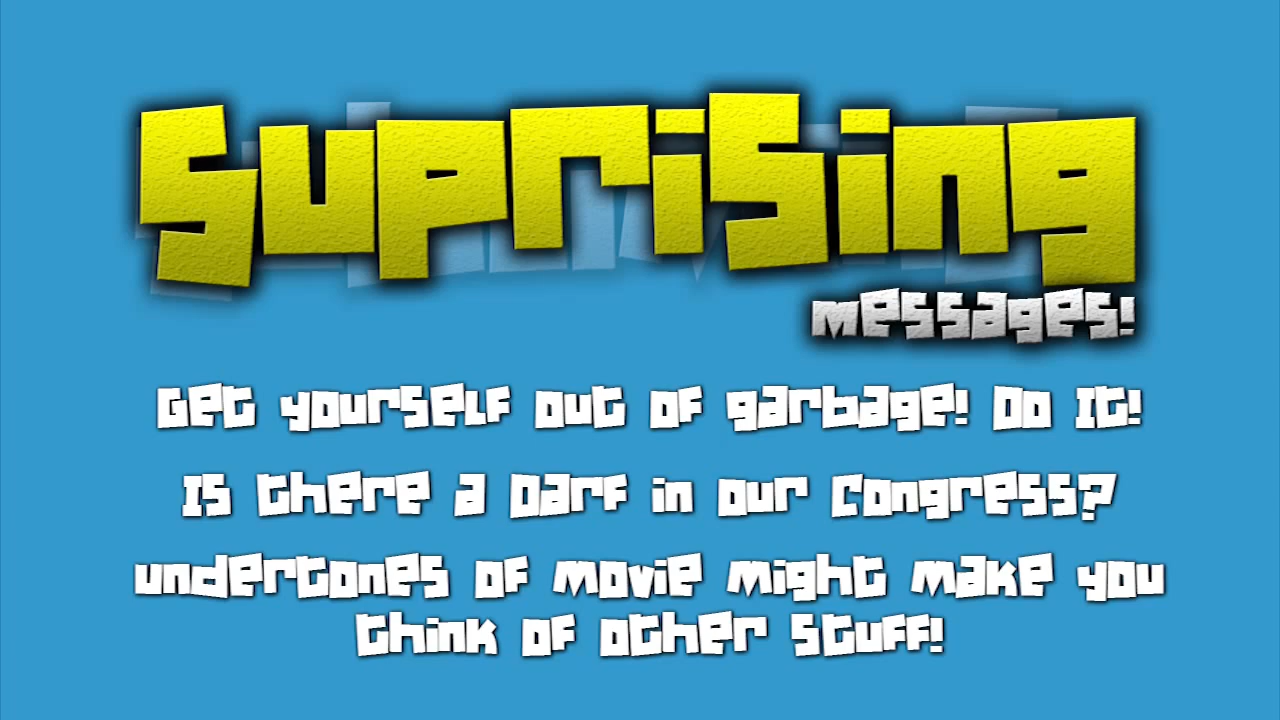 Suprising
messages!
Get yourself out of garbage! Do It!
Is there a Darf in our Congress?
undertones of movie might make you
think of other stuff!